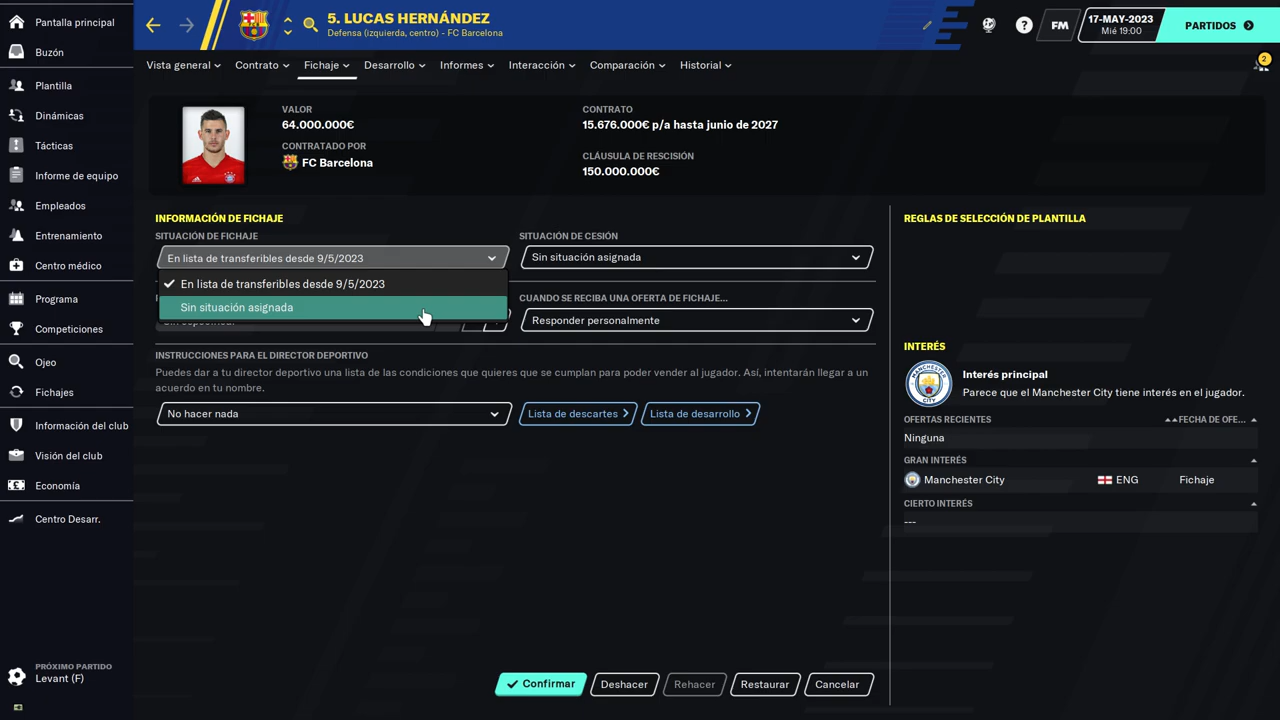 Pantalla principal
Buzón
Plantilla
Dinámicas
Tácticas
Informe de equipo
Empleados
Entrenamiento
Centro médico
Programa
Competiciones
Ojeo
Fichajes
Información del club
Visión del club
Economía
Centro Desarr.
PRÓXIMO PARTIDO
Levant (F)
5. LUCAS HERNÁNDEZ
Defensa (izquierda, centro) - FC Barcelona
?
FM
17-MAY-2023
Mié 19:00
PARTIDOS
2
Vista general
Contrato
Fichaje
Desarrollo
Informes
Interacción
Comparación
Historial
VALOR
64.000.000€
CONTRATADO POR
FC Barcelona
CONTRATO
15.676.000€ p/a hasta junio de 2027
CLÁUSULA DE RESCISIÓN
150.000.000€
INFORMACIÓN DE FICHAJE
SITUACIÓN DE FICHAJE
En lista de transferibles desde 9/5/2023
En lista de transferibles desde 9/5/2023
Sin situación asignada
SITUACIÓN DE CESIÓN
Sin situación asignada
CUANDO SE RECIBA UNA OFERTA DE FICHAJE...
Responder personalmente
INSTRUCCIONES PARA EL DIRECTOR DEPORTIVO
Puedes dar a tu director deportivo una lista de las condiciones que quieres que se cumplan para poder vender al jugador. Así, intentarán llegar a un
acuerdo en tu nombre.
No hacer nada
Lista de descartes
Lista de desarrollo
REGLAS DE SELECCIÓN DE PLANTILLA
INTERÉS
Interés principal
Parece que el Manchester City tiene interés en el jugador.
OFERTAS RECIENTES
FECHA DE OFE...
Ninguna
GRAN INTERÉS
Manchester City
ENG
Fichaje
CIERTO INTERÉS
---
Confirmar
Deshacer
Rehacer
Restaurar
Cancelar